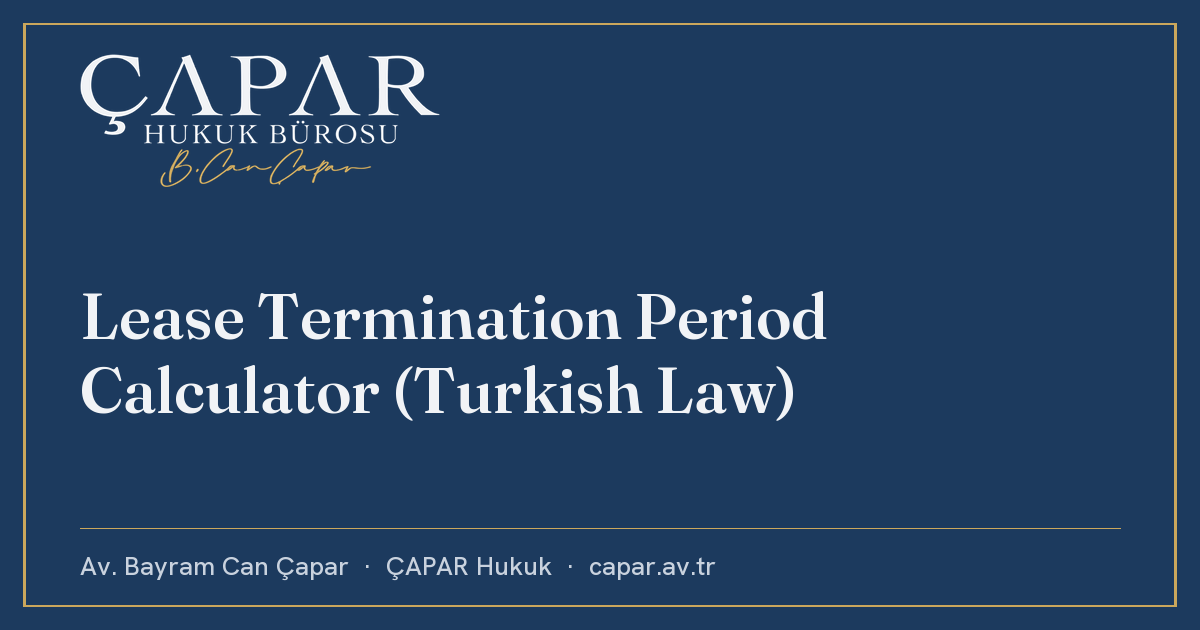 ÇAPAR
HUKUK BÜROSU
B.Can Çapar
Lease Termination Period
Calculator (Turkish Law)
Av. Bayram Can Çapar · ÇAPAR Hukuk · capar.av.tr